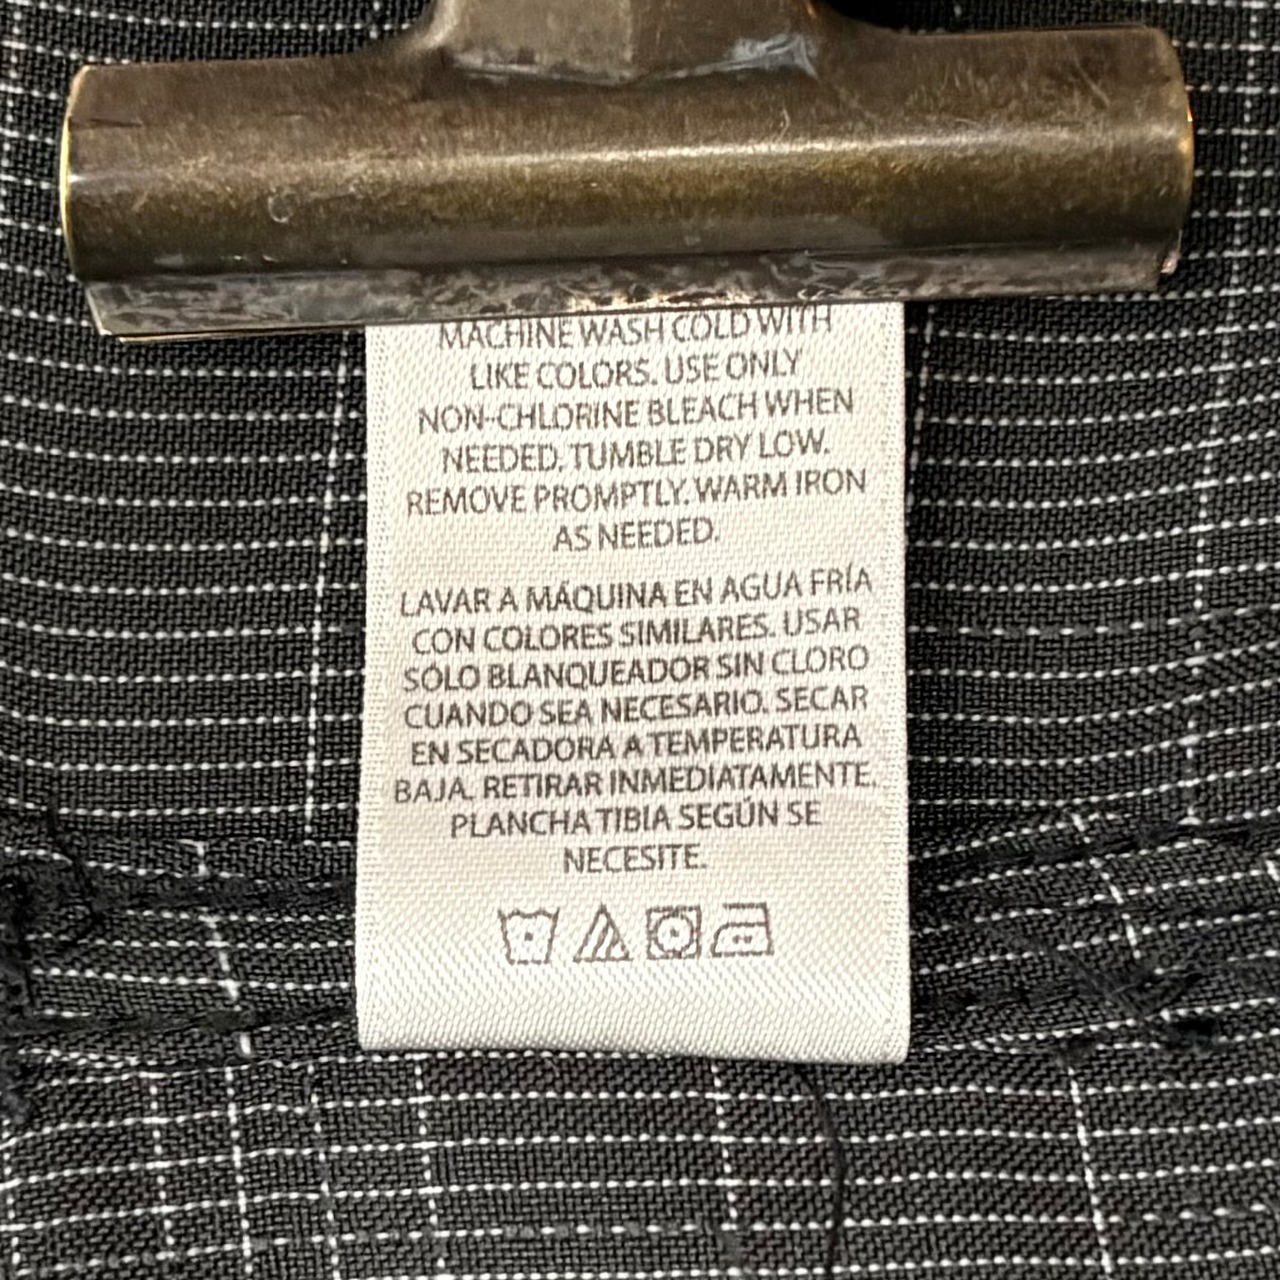 MACHINE WASH COLD WITH
LIKE COLORS. USE ONLY
NON-CHLORINE BLEACH WHEN
NEEDED. TUMBLE DRY LOW.
REMOVE PROMPTLY. WARM IRON
AS NEEDED.
LAVAR A MÁQUINA EN AGUA FRÍA
CON COLORES SIMILARES. USAR
SÓLO BLANQUEADOR SIN CLORO
CUANDO SEA NECESARIO. SECAR
EN SECADORA A TEMPERATURA
BAJA. RETIRAR INMEDIATAMENTE.
PLANCHA TIBIA SEGÚN SE
NECESITE.